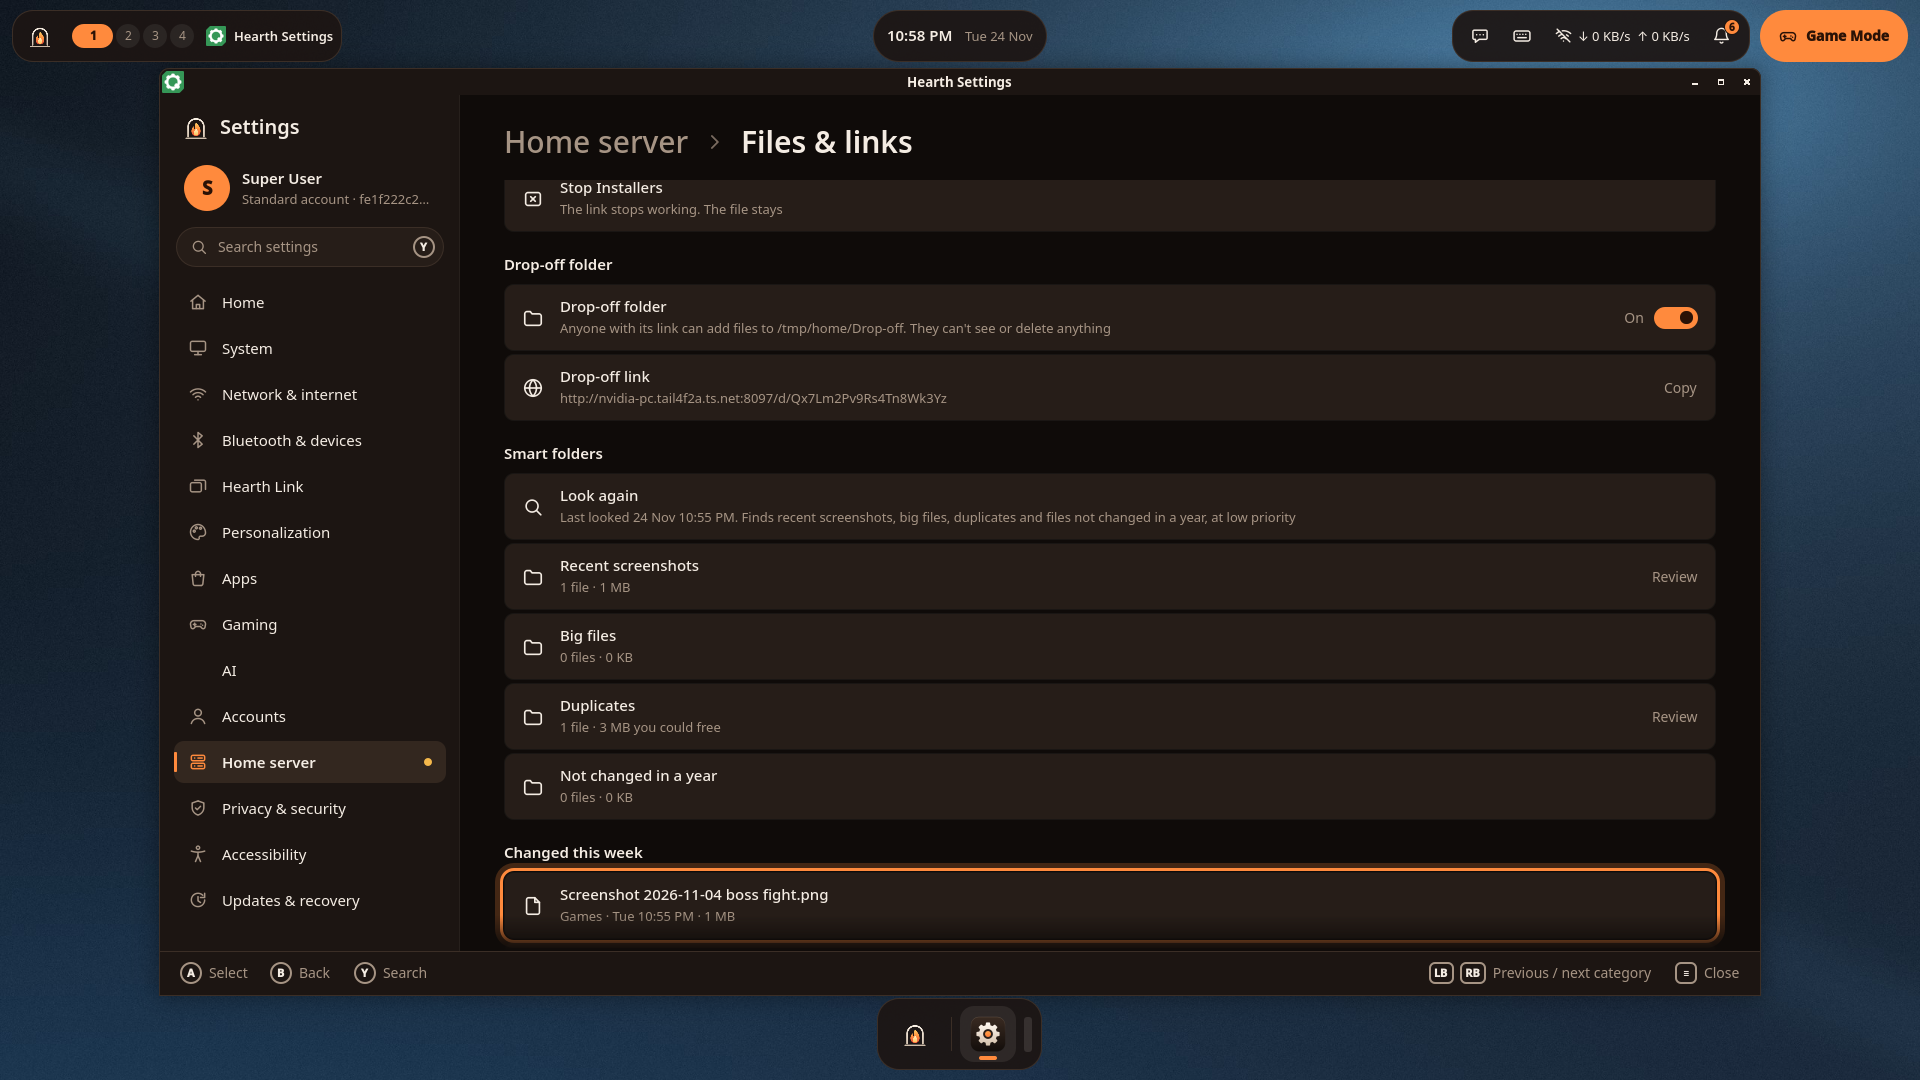 1 2 3 4 Hearth Settings
10:58 PM Tue 24 Nov
0 KB/s 0 KB/s
6
Game Mode
Hearth Settings
Settings
S
Super User
Standard account · fe1f222c2...
Search settings Y
Home
System
Network & internet
Bluetooth & devices
Hearth Link
Personalization
Apps
Gaming
AI
Accounts
Home server
Privacy & security
Accessibility
Updates & recovery
Home server > Files & links
Stop Installers
The link stops working. The file stays
Drop-off folder
Drop-off folder
Anyone with its link can add files to /tmp/home/Drop-off. They can't see or delete anything
On
Drop-off link
http://nvidia-pc.tail4f2a.ts.net:8097/d/Qx7Lm2Pv9Rs4Tn8Wk3Yz
Copy
Smart folders
Look again
Last looked 24 Nov 10:55 PM. Finds recent screenshots, big files, duplicates and files not changed in a year, at low priority
Recent screenshots
1 file · 1 MB
Review
Big files
0 files · 0 KB
Duplicates
1 file · 3 MB you could free
Review
Not changed in a year
0 files · 0 KB
Changed this week
Screenshot 2026-11-04 boss fight.png
Games · Tue 10:55 PM · 1 MB
A Select B Back Y Search
LB RB Previous / next category Close